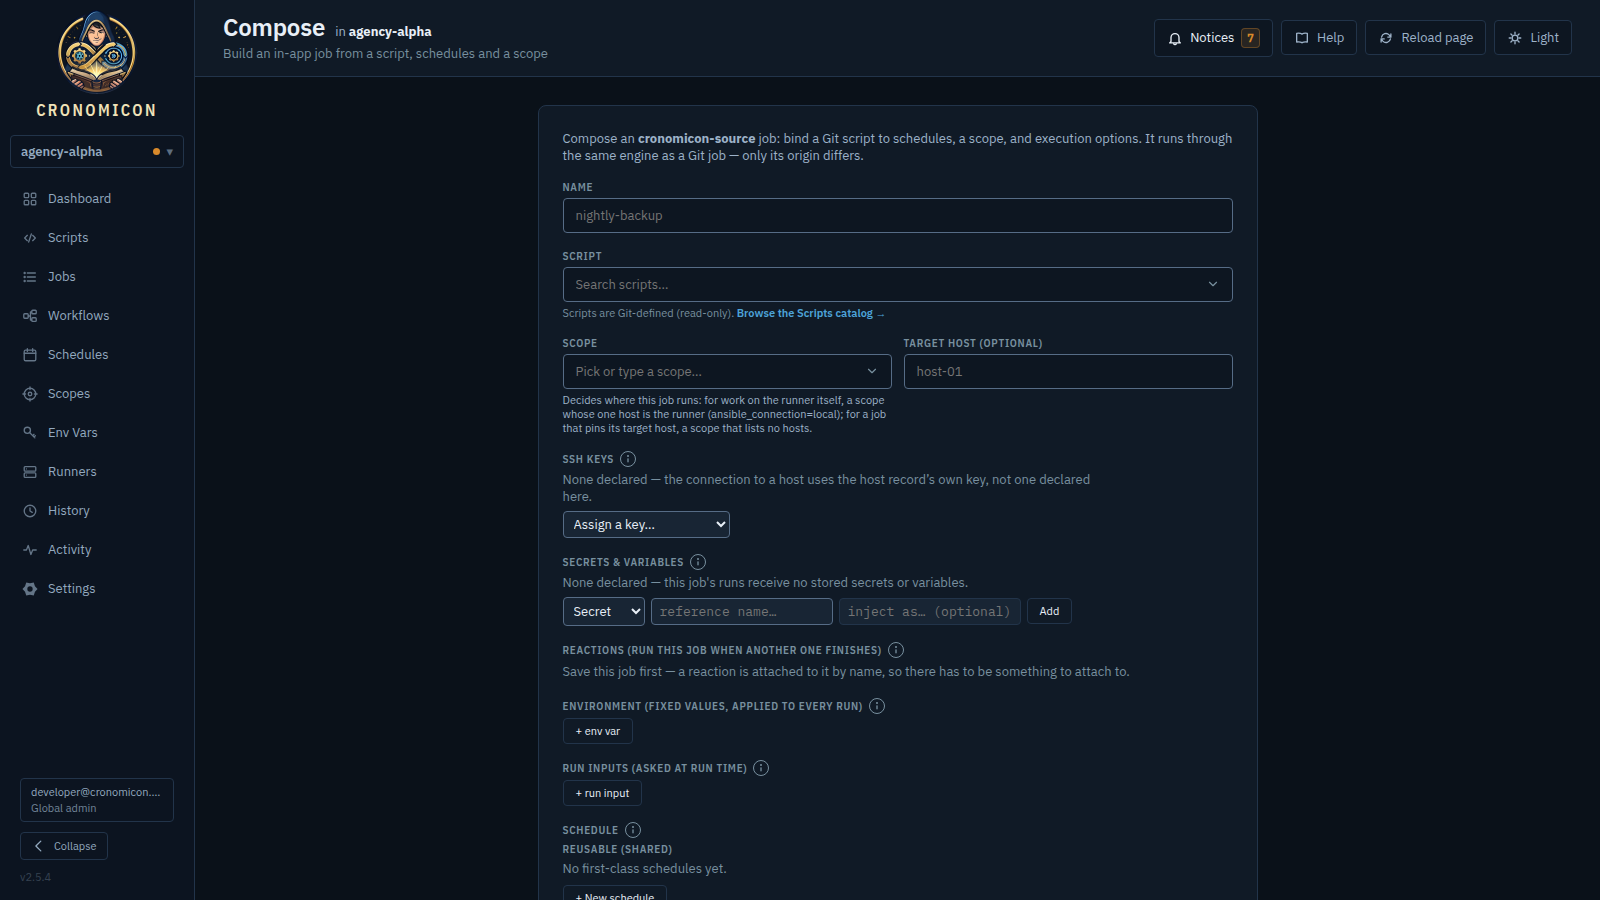 CRONOMICON
agency-alpha
Dashboard
Scripts
Jobs
Workflows
Schedules
Scopes
Env Vars
Runners
History
Activity
Settings
developer@cronomicon....
Global admin
Collapse
v2.5.4
Compose in agency-alpha
Build an in-app job from a script, schedules and a scope
Notices 7
Help
Reload page
Light
Compose an cronomicon-source job: bind a Git script to schedules, a scope, and execution options. It runs through
the same engine as a Git job — only its origin differs.
NAME
nightly-backup
SCRIPT
Search scripts...
Scripts are Git-defined (read-only). Browse the Scripts catalog →
SCOPE
Pick or type a scope...
Decides where this job runs: for work on the runner itself, a scope
whose one host is the runner (ansible_connection=local); for a job
that pins its target host, a scope that lists no hosts.
TARGET HOST (OPTIONAL)
host-01
SSH KEYS
None declared — the connection to a host uses the host record’s own key, not one declared
here.
Assign a key...
SECRETS & VARIABLES
None declared — this job's runs receive no stored secrets or variables.
Secret
reference name…
inject as… (optional)
Add
REACTIONS (RUN THIS JOB WHEN ANOTHER ONE FINISHES)
Save this job first — a reaction is attached to it by name, so there has to be something to attach to.
ENVIRONMENT (FIXED VALUES, APPLIED TO EVERY RUN)
+ env var
RUN INPUTS (ASKED AT RUN TIME)
+ run input
SCHEDULE
REUSABLE (SHARED)
No first-class schedules yet.
+ New schedule